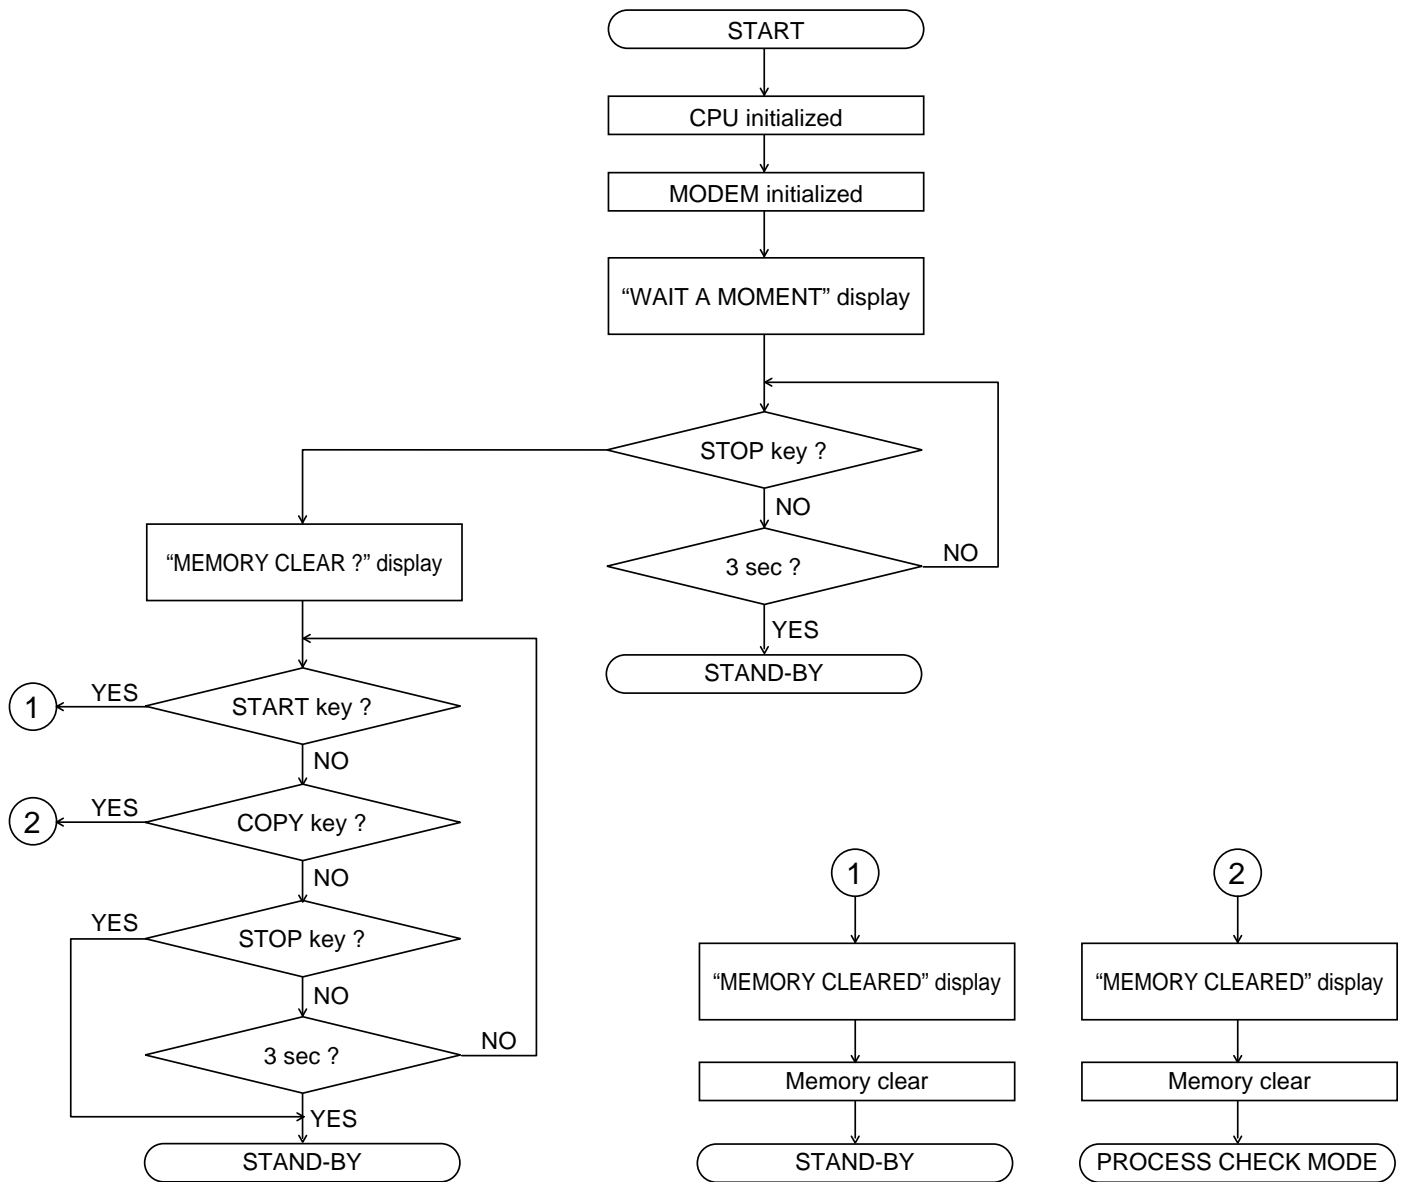 START
CPU initialized
MODEM initialized
“WAIT A MOMENT” display
STOP key ?
NO
“MEMORY CLEAR ?” display
3 sec ?
NO
YES
STAND-BY
1
YES
START key ?
NO
2
YES
COPY key ?
NO
YES
STOP key ?
NO
3 sec ?
NO
YES
STAND-BY
1
“MEMORY CLEARED” display
Memory clear
STAND-BY
2
“MEMORY CLEARED” display
Memory clear
PROCESS CHECK MODE